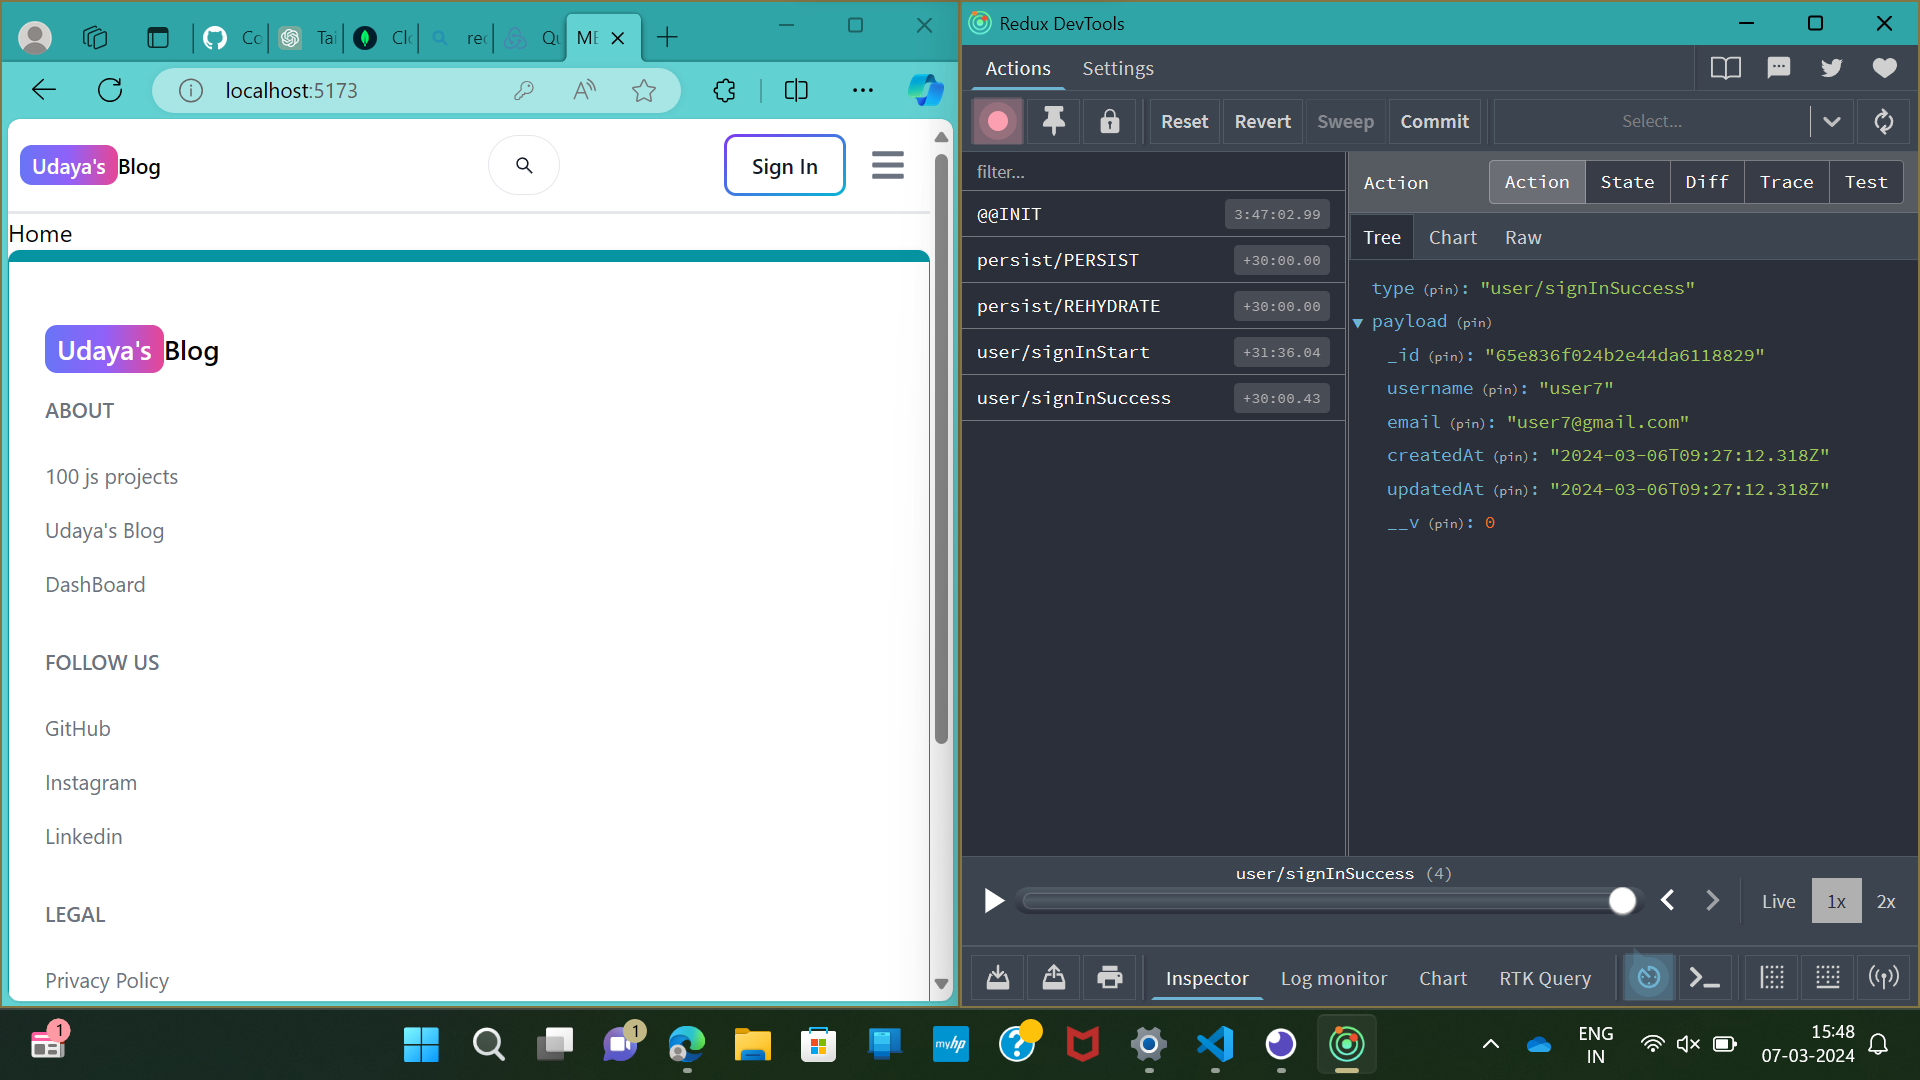 Co
Tai
Clo
rec
Qu
ME
localhost:5173
Udaya's Blog
Sign In
Home
Udaya's Blog
ABOUT
100 js projects
Udaya's Blog
DashBoard
FOLLOW US
GitHub
Instagram
Linkedin
LEGAL
Privacy Policy
Redux DevTools
Actions
Settings
Reset
Revert
Sweep
Commit
Select...
filter...
@@INIT 3:47:02.99
persist/PERSIST +30:00.00
persist/REHYDRATE +30:00.00
user/signInStart +31:36.04
user/signInSuccess +30:00.43
Action
Action State Diff Trace Test
Tree Chart Raw
type (pin): "user/signInSuccess"
payload (pin)
_id (pin): "65e836f024b2e44da6118829"
username (pin): "user7"
email (pin): "user7@gmail.com"
createdAt (pin): "2024-03-06T09:27:12.318Z"
updatedAt (pin): "2024-03-06T09:27:12.318Z"
__v (pin): 0
user/signInSuccess (4)
Live 1x 2x
Inspector Log monitor Chart RTK Query
1
1
myhp
ENG
IN
15:48
07-03-2024